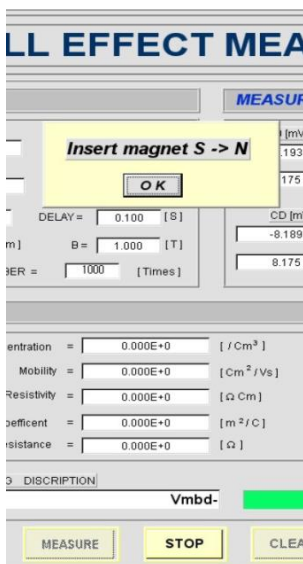 LL EFFECT MEA
MEASUR
[mV
Insert magnet S -> N
.193
OK
175
DELAY = 0.100 [S]
CD [m
-8.189
m] B = 1.000 [T]
8.175
BER = 1000 [Times]
entration = 0.000E+0 [/Cm³]
Mobility = 0.000E+0 [Cm²/Vs]
Resistivity = 0.000E+0 [Ω Cm]
oefficent = 0.000E+0 [m²/C]
esistance = 0.000E+0 [Ω]
G DISCRIPTION
Vmbd-
MEASURE STOP CLEA